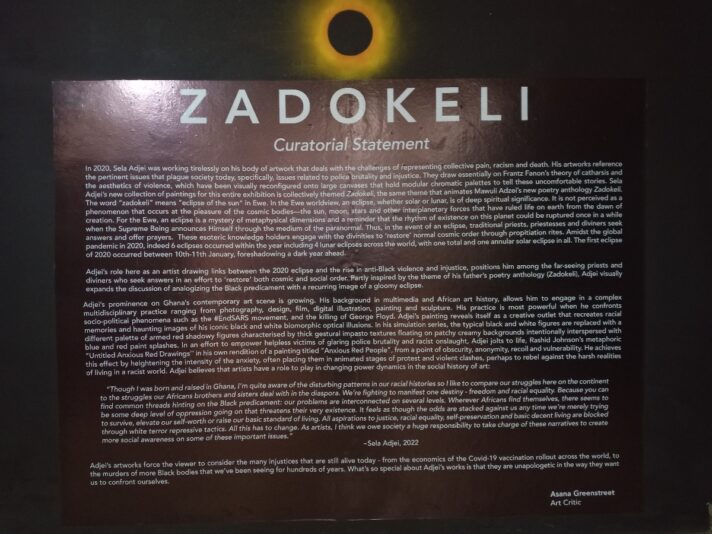 ZADOKELI
Curatorial Statement
In 2020, Sela Adjei was working tirelessly on his body of artwork that deals with the challenges of representing collective pain, racism and death. His artworks reference
the pertinent issues that plague society today, specifically, issues related to police brutality and injustice. They draw essentially on Frantz Fanon's theory of catharsis and
the aesthetics of violence, which have been visually reconfigured onto large canvases that hold modular chromatic palettes to tell these uncomfortable stories. Sela
Adjei's new collection of paintings for this entire exhibition is collectively themed Zadokeli, the same theme that animates Mawuli Adzei's new poetry anthology Zadokeli.
The word "zadokeli" means "eclipse of the sun" in Ewe. In the Ewe worldview, an eclipse, whether solar or lunar, is of deep spiritual significance. It is not perceived as a
phenomenon that occurs at the pleasure of the cosmic bodies—the sun, moon, stars and other interplanetary forces that have ruled life on earth from the dawn of
creation. For the Ewe, an eclipse is a mystery of metaphysical dimensions and a reminder that the rhythm of existence on this planet could be ruptured once in a while
when the Supreme Being announces Himself through the medium of the paranormal. Thus, in the event of an eclipse, traditional priests, priestesses and diviners seek
answers and offer prayers. These esoteric knowledge holders engage with the divinities to 'restore' normal cosmic order through propitiation rites. Amidst the global
pandemic in 2020, indeed 6 eclipses occurred within the year including 4 lunar eclipses across the world, with one total and one annular solar eclipse in all. The first eclipse
of 2020 occurred between 10th-11th January, foreshadowing a dark year ahead.
Adjei's role here as an artist drawing links between the 2020 eclipse and the rise in anti-Black violence and injustice, positions him among the far-seeing priests and
diviners who seek answers in an effort to 'restore' both cosmic and social order. Partly inspired by the theme of his father's poetry anthology (Zadokeli), Adjei visually
expands the discussion of analogizing the Black predicament with a recurring image of a gloomy eclipse.
Adjei's prominence on Ghana's contemporary art scene is growing. His background in multimedia and African art history, allows him to engage in a complex
multidisciplinary practice ranging from photography, design, film, digital illustration, painting and sculpture. His practice is most powerful when he confronts
socio-political phenomena such as the #EndSARS movement, and the killing of George Floyd. Adjei's painting reveals itself as a creative outlet that recreates racial
memories and haunting images of his iconic black and white biomorphic optical illusions. In his simulation series, the typical black and white figures are replaced with a
different palette of armed red shadowy figures characterised by thick gestural impasto textures floating on patchy creamy backgrounds intentionally interspersed with
blue and red paint splashes. In an effort to empower helpless victims of glaring police brutality and racist onslaught, Adjei jolts to life, Rashid Johnson's metaphoric
"Untitled Anxious Red Drawings" in his own rendition of a painting titled "Anxious Red People", from a point of obscurity, anonymity, recoil and vulnerability. He achieves
this effect by heightening the intensity of the anxiety, often placing them in animated stages of protest and violent clashes, perhaps to rebel against the harsh realities
of living in a racist world. Adjei believes that artists have a role to play in changing power dynamics in the social history of art:
"Though I was born and raised in Ghana, I'm quite aware of the disturbing patterns in our racial histories so I like to compare our struggles here on the continent
to the struggles our Africans brothers and sisters deal with in the diaspora. We're fighting to manifest one destiny - freedom and racial equality. Because you can
find common threads hinting on the Black predicament: our problems are interconnected on several levels. Wherever Africans find themselves, there seems to
be some deep level of oppression going on that threatens their very existence. It feels as though the odds are stacked against us any time we're merely trying
to survive, elevate our self-worth or raise our basic standard of living. All aspirations to justice, racial equality, self-preservation and basic decent living are blocked
through white terror repressive tactics. All this has to change. As artists, I think we owe society a huge responsibility to take charge of these narratives to create
more social awareness on some of these important issues."
–Sela Adjei, 2022
Adjei's artworks force the viewer to consider the many injustices that are still alive today - from the economics of the Covid-19 vaccination rollout across the world, to
the murders of more Black bodies that we've been seeing for hundreds of years. What's so special about Adjei's works is that they are unapologetic in the way they want
us to confront ourselves.
Asana Greenstreet
Art Critic